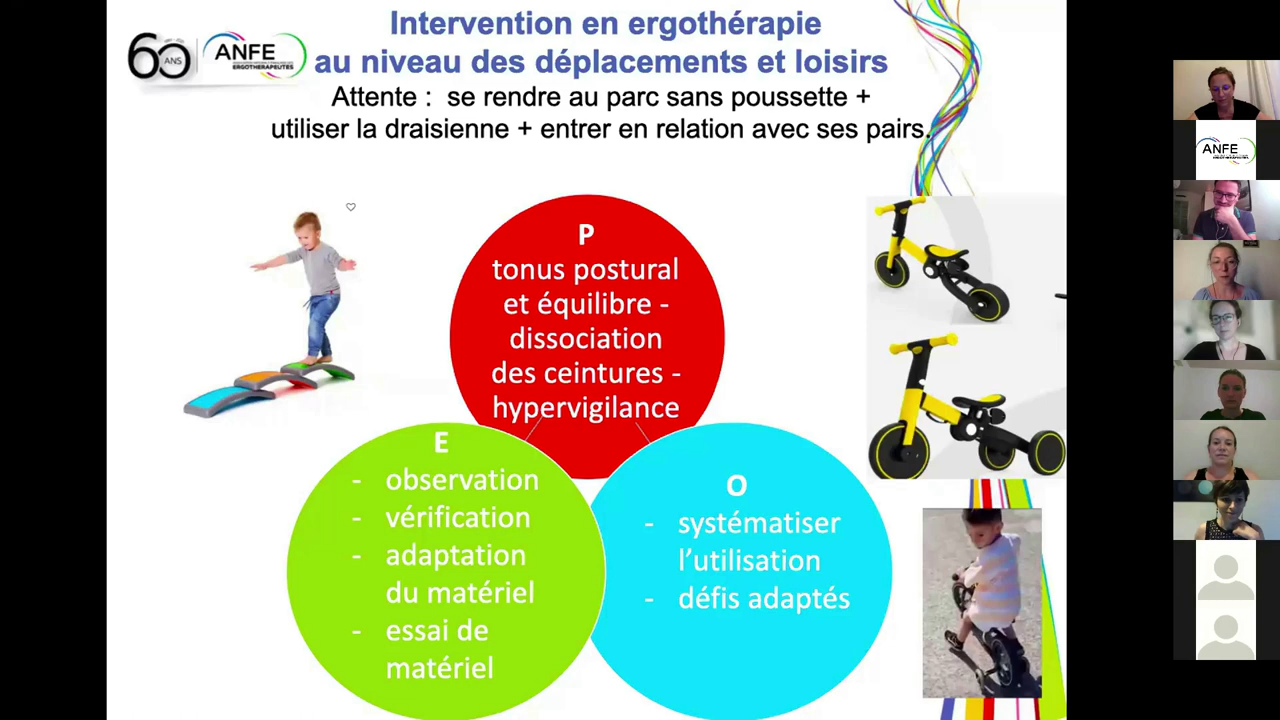 Intervention en ergothérapie
au niveau des déplacements et loisirs
60 ANS
ANFE
ERGOTHERAPEUTES
Attente : se rendre au parc sans poussette +
utiliser la draisienne + entrer en relation avec ses pairs.
P
tonus postural
et équilibre -
dissociation
des ceintures -
hypervigilance
E
- observation
- vérification
- adaptation
du matériel
- essai de
matériel
O
- systématiser
l'utilisation
- défis adaptés
ANFE